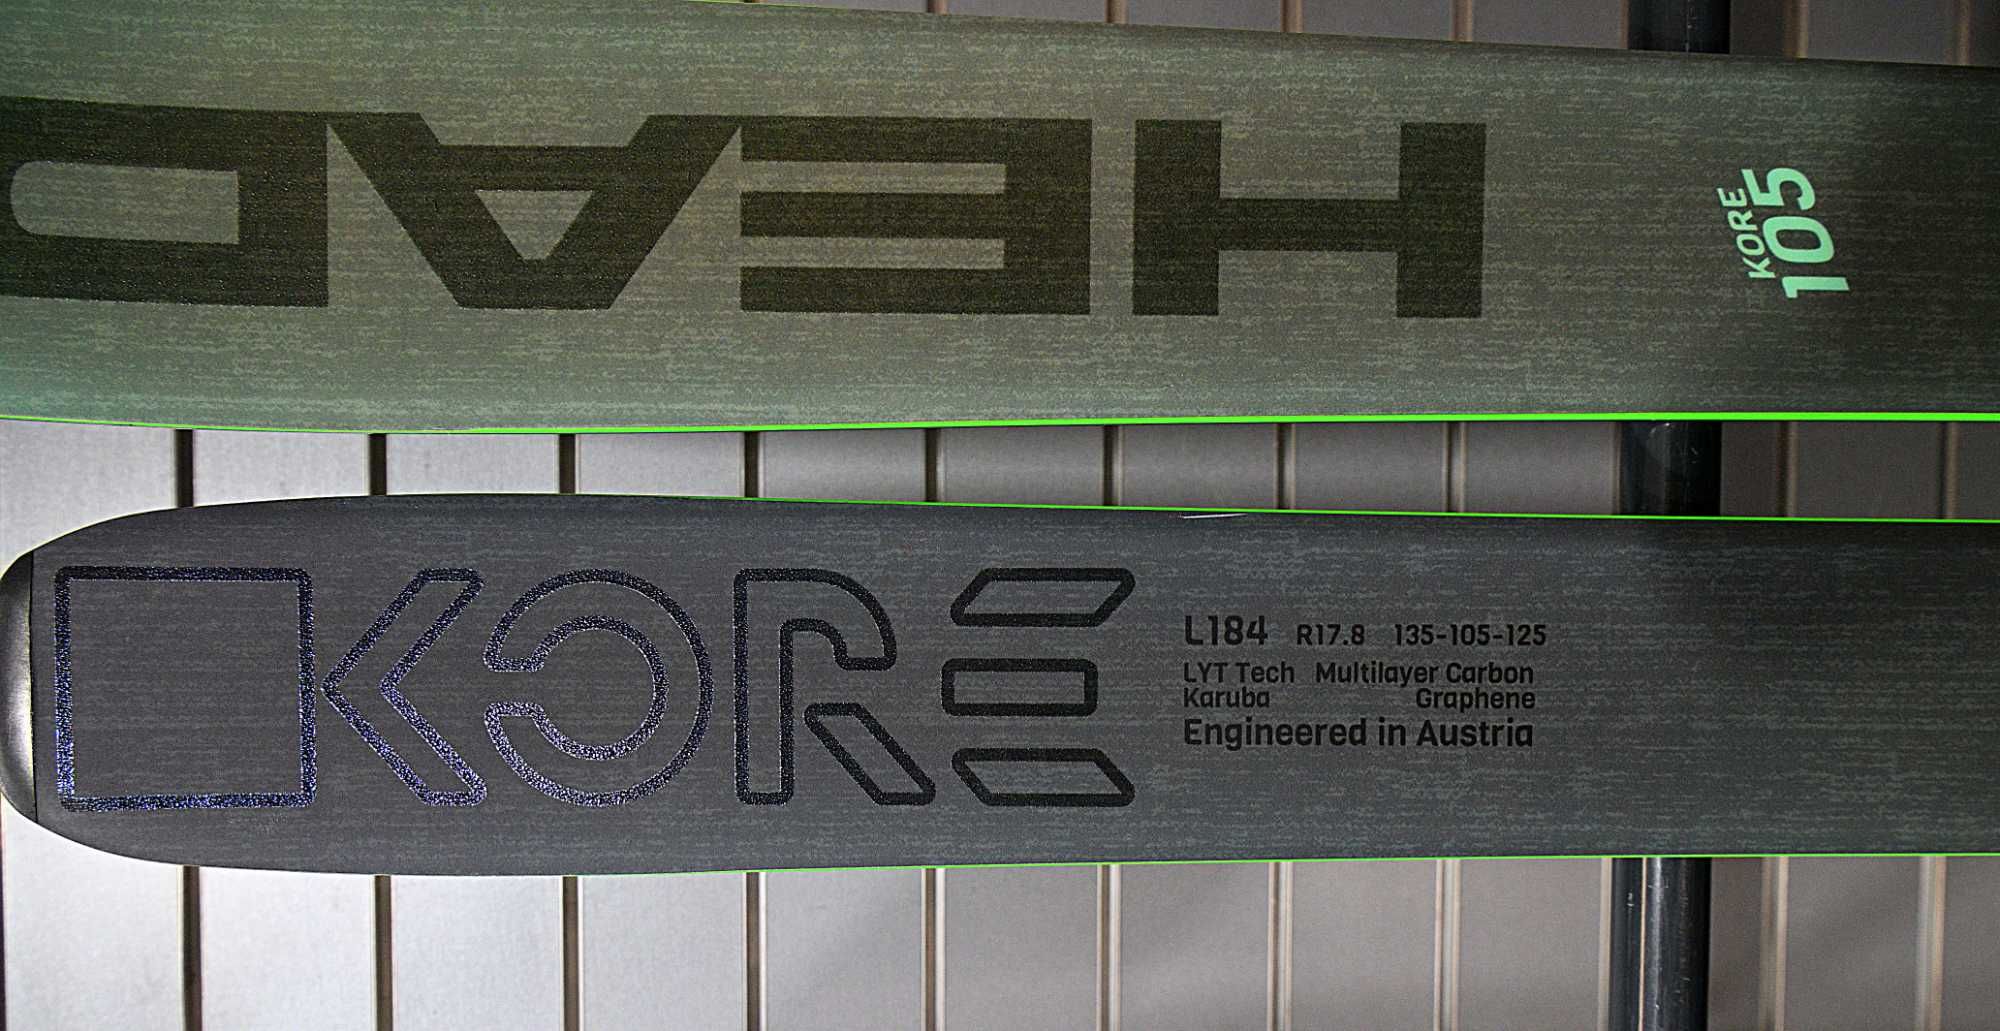 HEAD
KORE
105
KORE
L184 R17.8 135-105-125
LYT Tech Multilayer Carbon
Karuba Graphene
Engineered in Austria